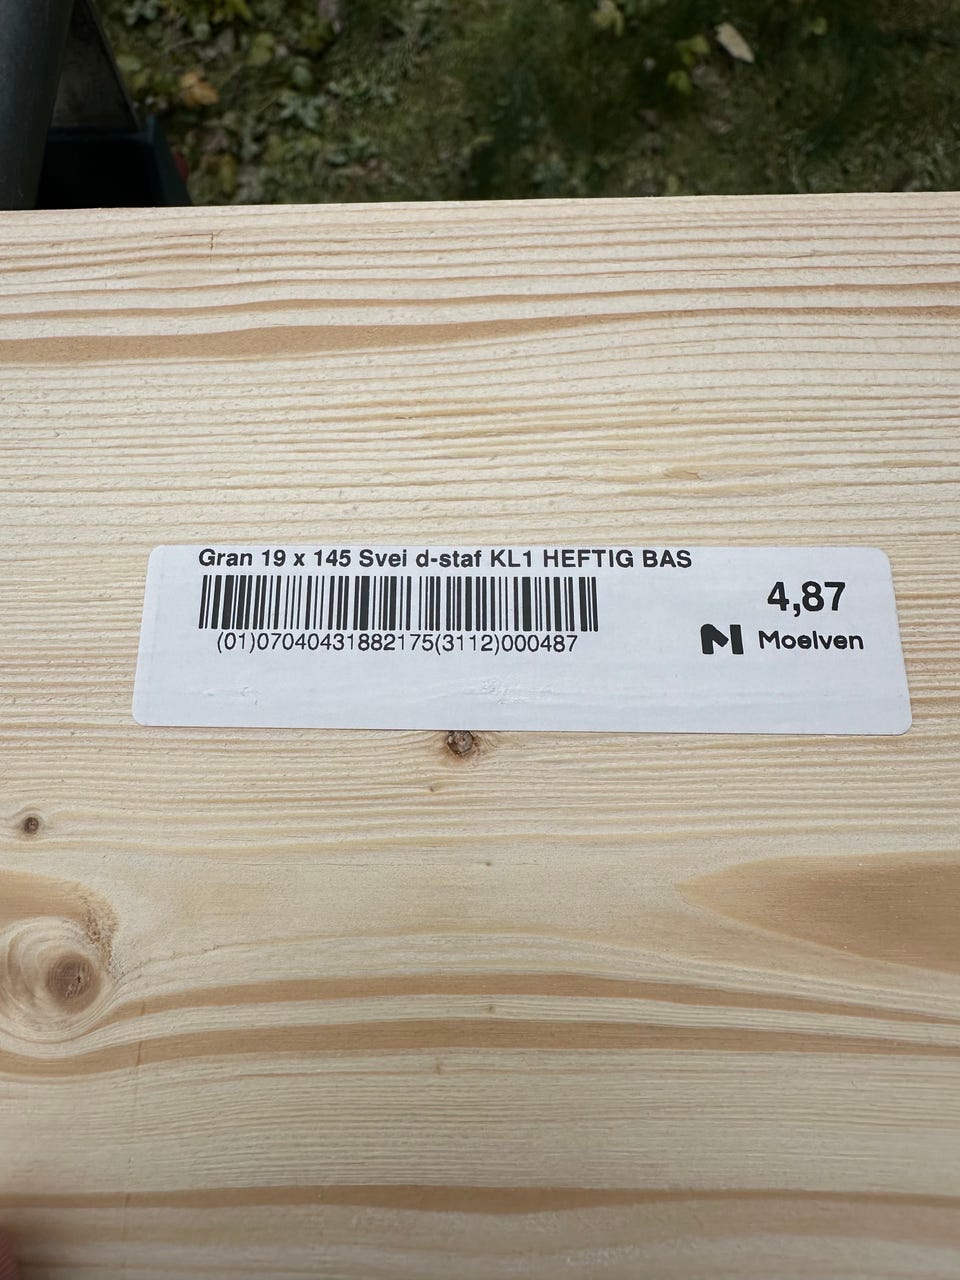 Gran 19 x 145 Svei d-staf KL1 HEFTIG BAS
4,87
(01)07040431882175(3112)000487
Moelven